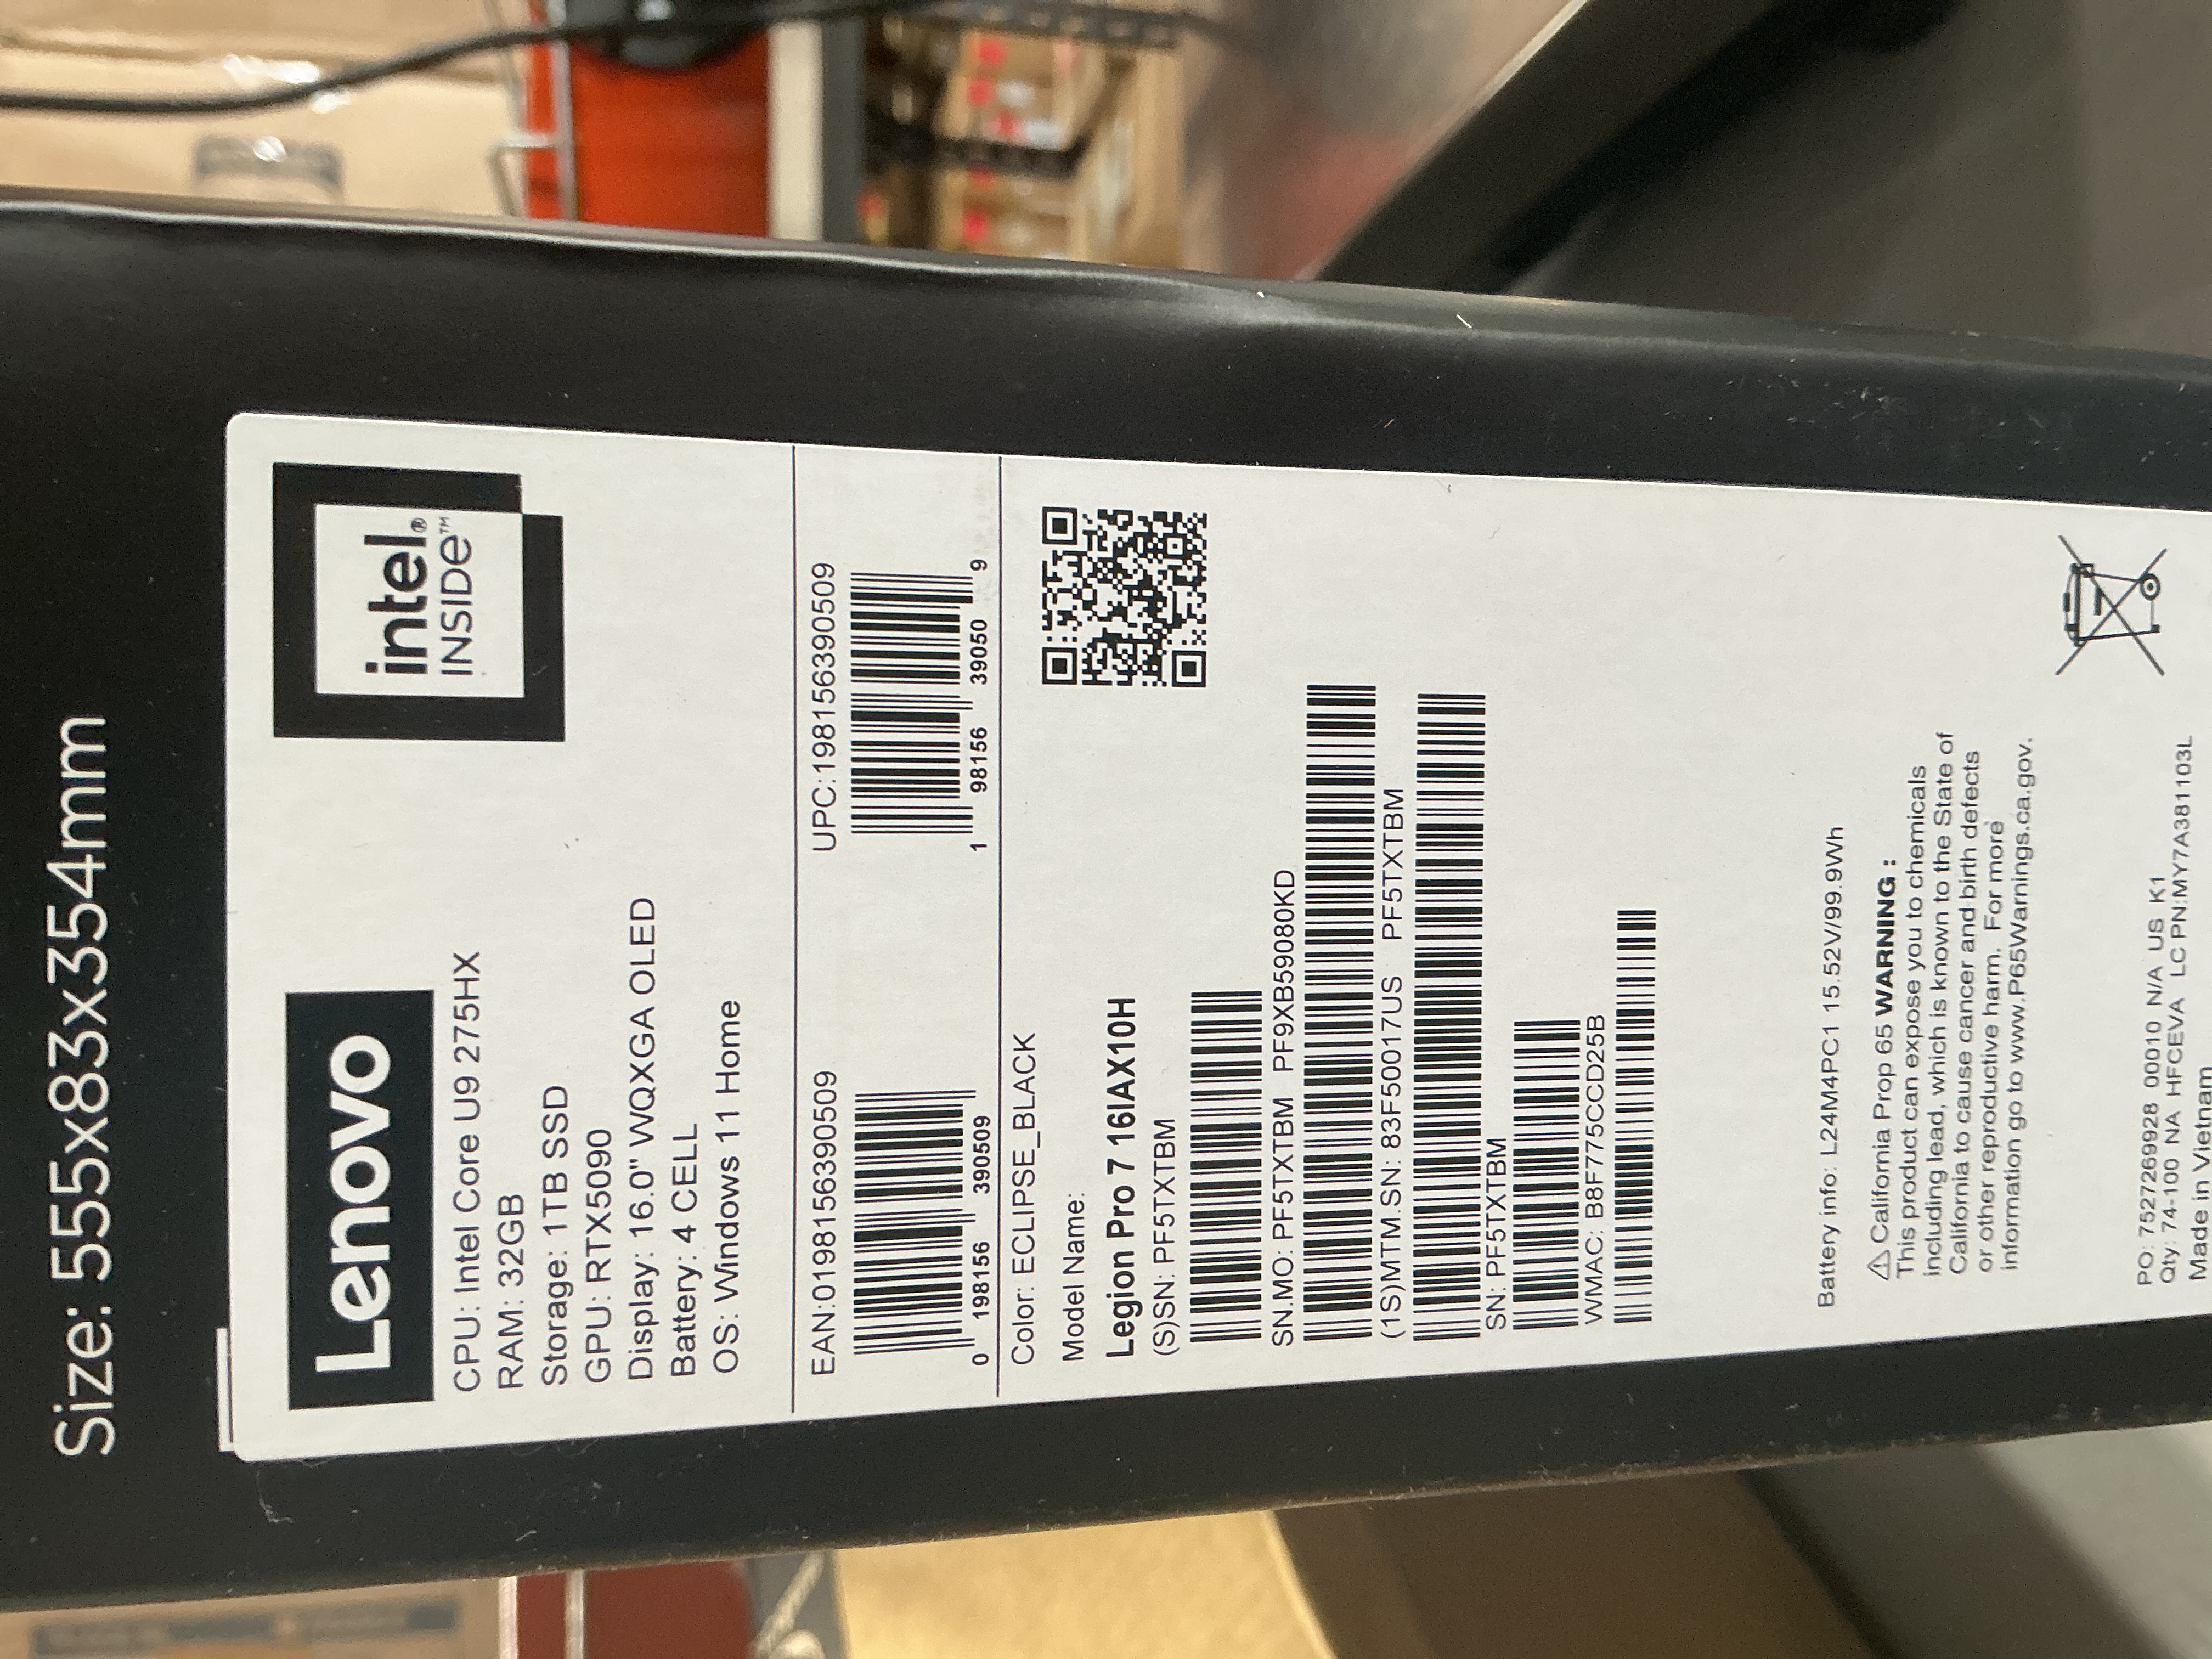 Size: 555x83x354mm
Lenovo
intel®
INSIDE™
CPU: Intel Core U9 275HX
RAM: 32GB
Storage: 1TB SSD
GPU: RTX5090
Display: 16.0" WQXGA OLED
Battery: 4 CELL
OS: Windows 11 Home
EAN:0198156390509
0 198156 390509
UPC:198156390509
1 98156 39050 9
Color: ECLIPSE_BLACK
Model Name:
Legion Pro 7 16IAX10H
(S)SN: PF5TXTBM
SN.MO: PF5TXTBM PF9XB59080KD
(1S)MTM.SN: 83F50017US PF5TXTBM
SN: PF5TXTBM
WMAC: B8F775CCD25B
Battery info: L24M4PC1 15.52V/99.9Wh
⚠ California Prop 65 WARNING :
This product can expose you to chemicals
including lead, which is known to the State of
California to cause cancer and birth defects
or other reproductive harm. For more
information go to www.P65Warnings.ca.gov.
PO: 7527269928 00010 N/A US K1
Qty: 74-100 NA HFCEVA LC PN:MY7A381103L
Made in Vietnam